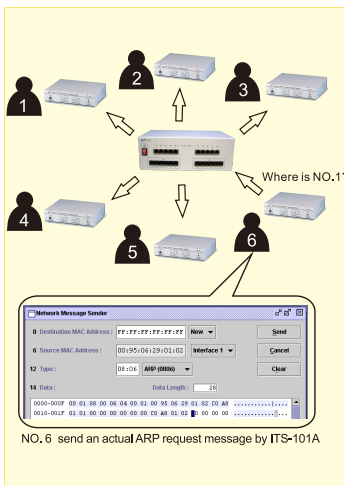 2
1
3
Where is NO.1?
4
5
6
Network Message Sender
0 Destination MAC Address : FF:FF:FF:FF:FF:FF New Send
6 Source MAC Address : 00:95:06:29:01:02 Interface 1 Cancel
12 Type : 08:06 ARP (0806) Clear
14 Data : Data Length : 28
0000-000F 00 01 08 00 06 04 00 01 00 95 06 29 01 02 C0 A8
0010-001F 01 01 00 00 00 00 00 00 C0 A8 01 02 00 00 00
NO. 6 send an actual ARP request message by ITS-101A